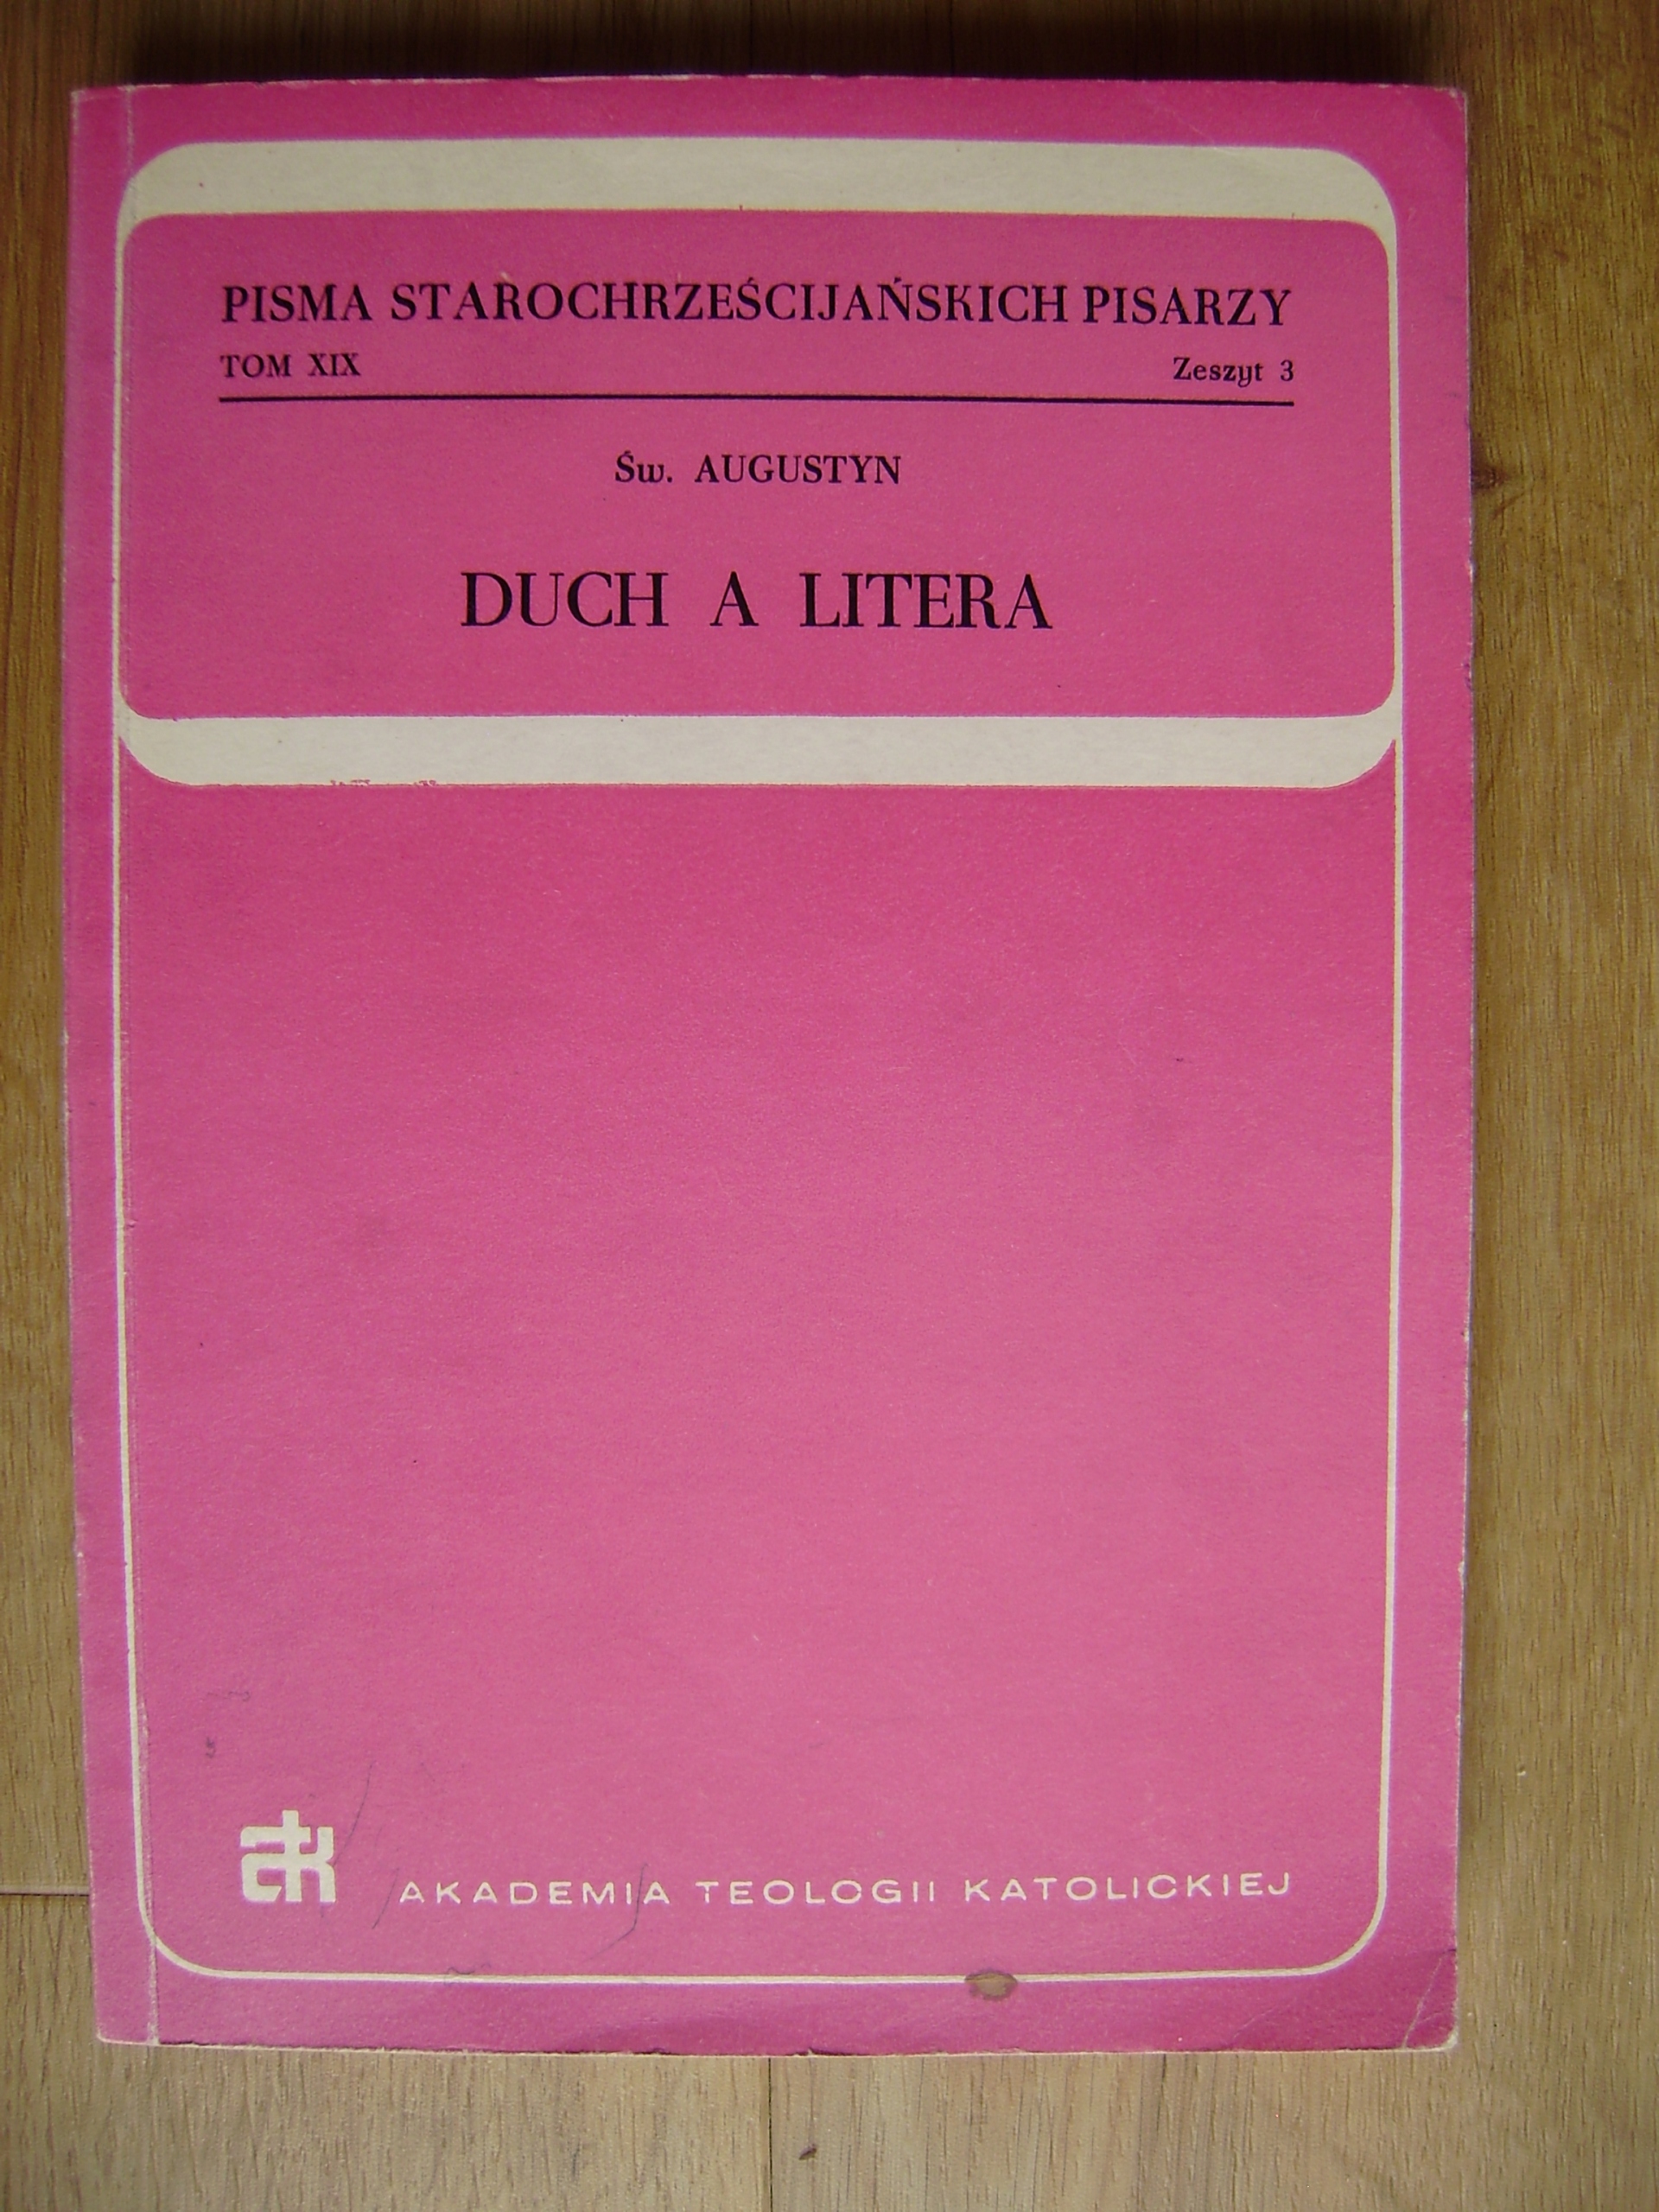 PISMA STAROCHRZEŚCIJAŃSKICH PISARZY
TOM XIX Zeszyt 3
Św. AUGUSTYN
DUCH A LITERA
atk AKADEMIA TEOLOGII KATOLICKIEJ